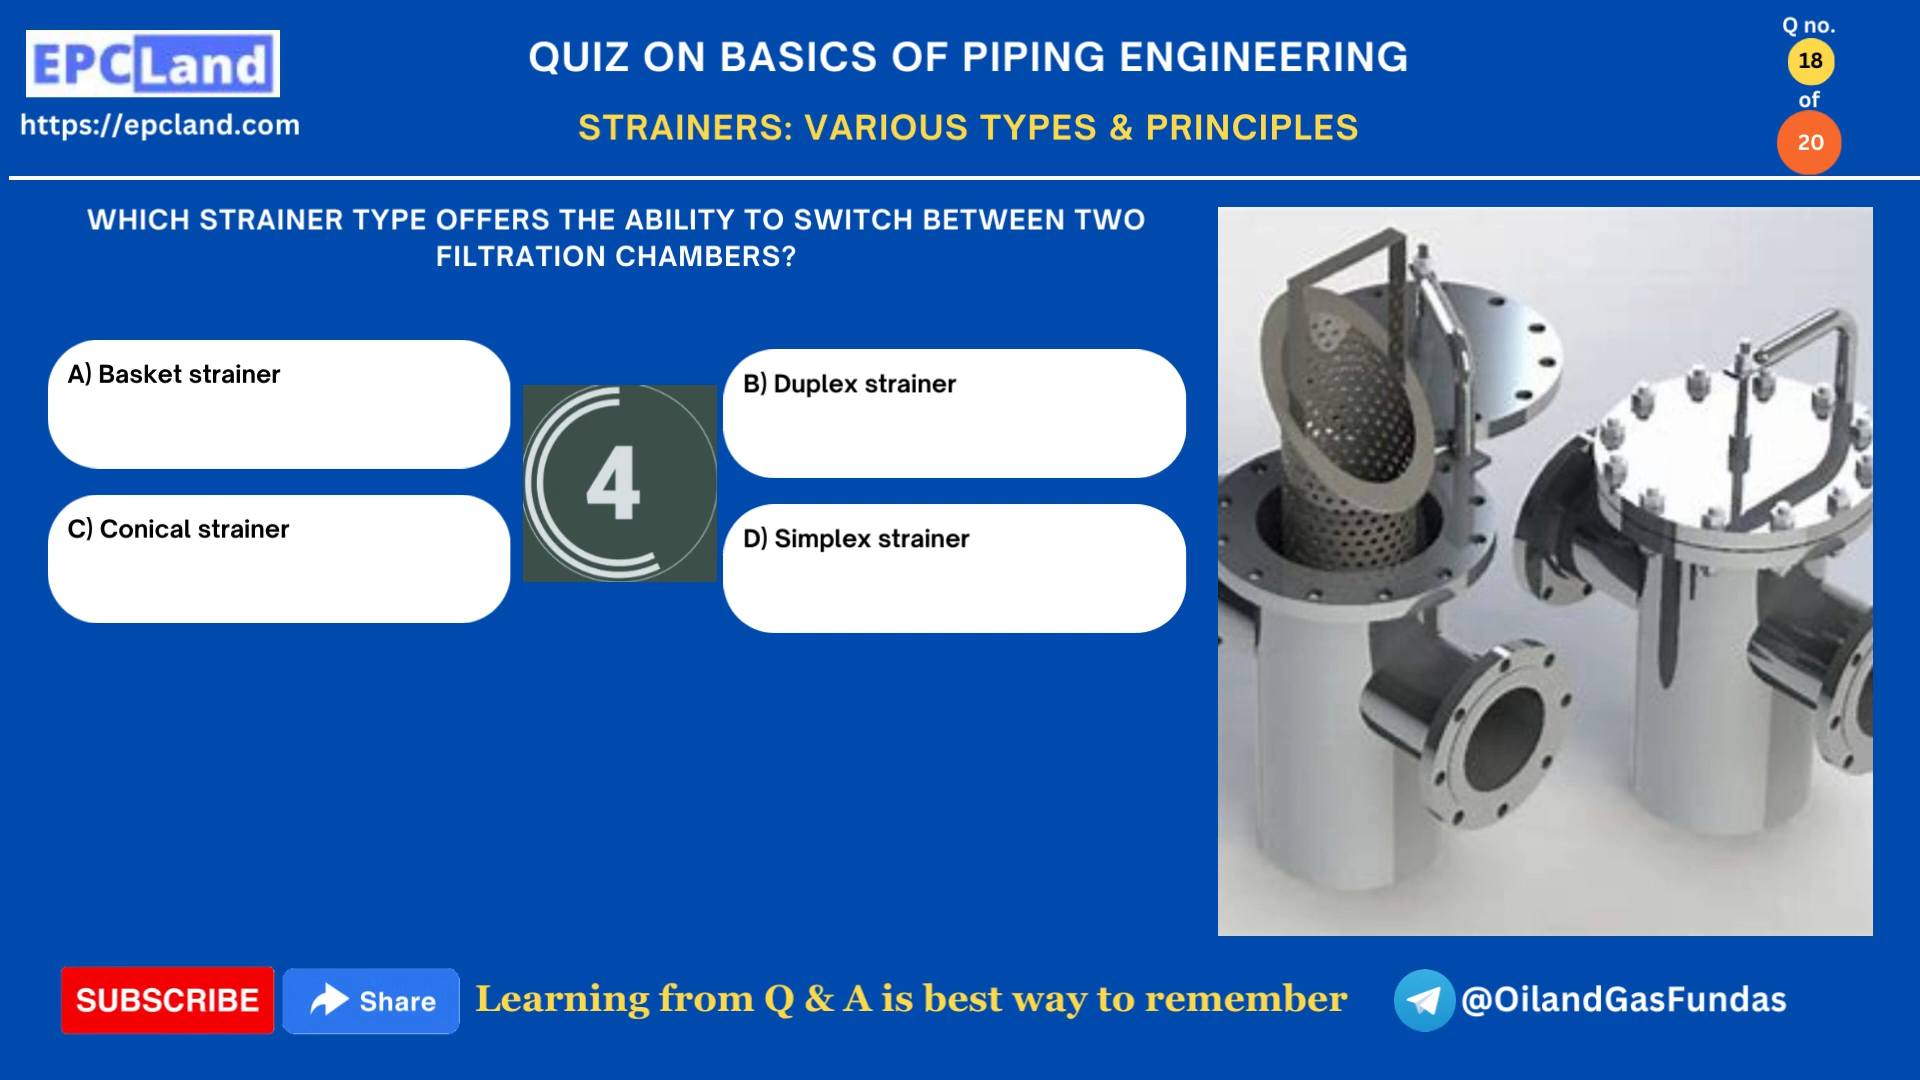 EPCLand
https://epcland.com
QUIZ ON BASICS OF PIPING ENGINEERING
STRAINERS: VARIOUS TYPES & PRINCIPLES
Q no.
18
of
20
WHICH STRAINER TYPE OFFERS THE ABILITY TO SWITCH BETWEEN TWO
FILTRATION CHAMBERS?
A) Basket strainer
B) Duplex strainer
4
C) Conical strainer
D) Simplex strainer
SUBSCRIBE
Share
Learning from Q & A is best way to remember
@OilandGasFundas